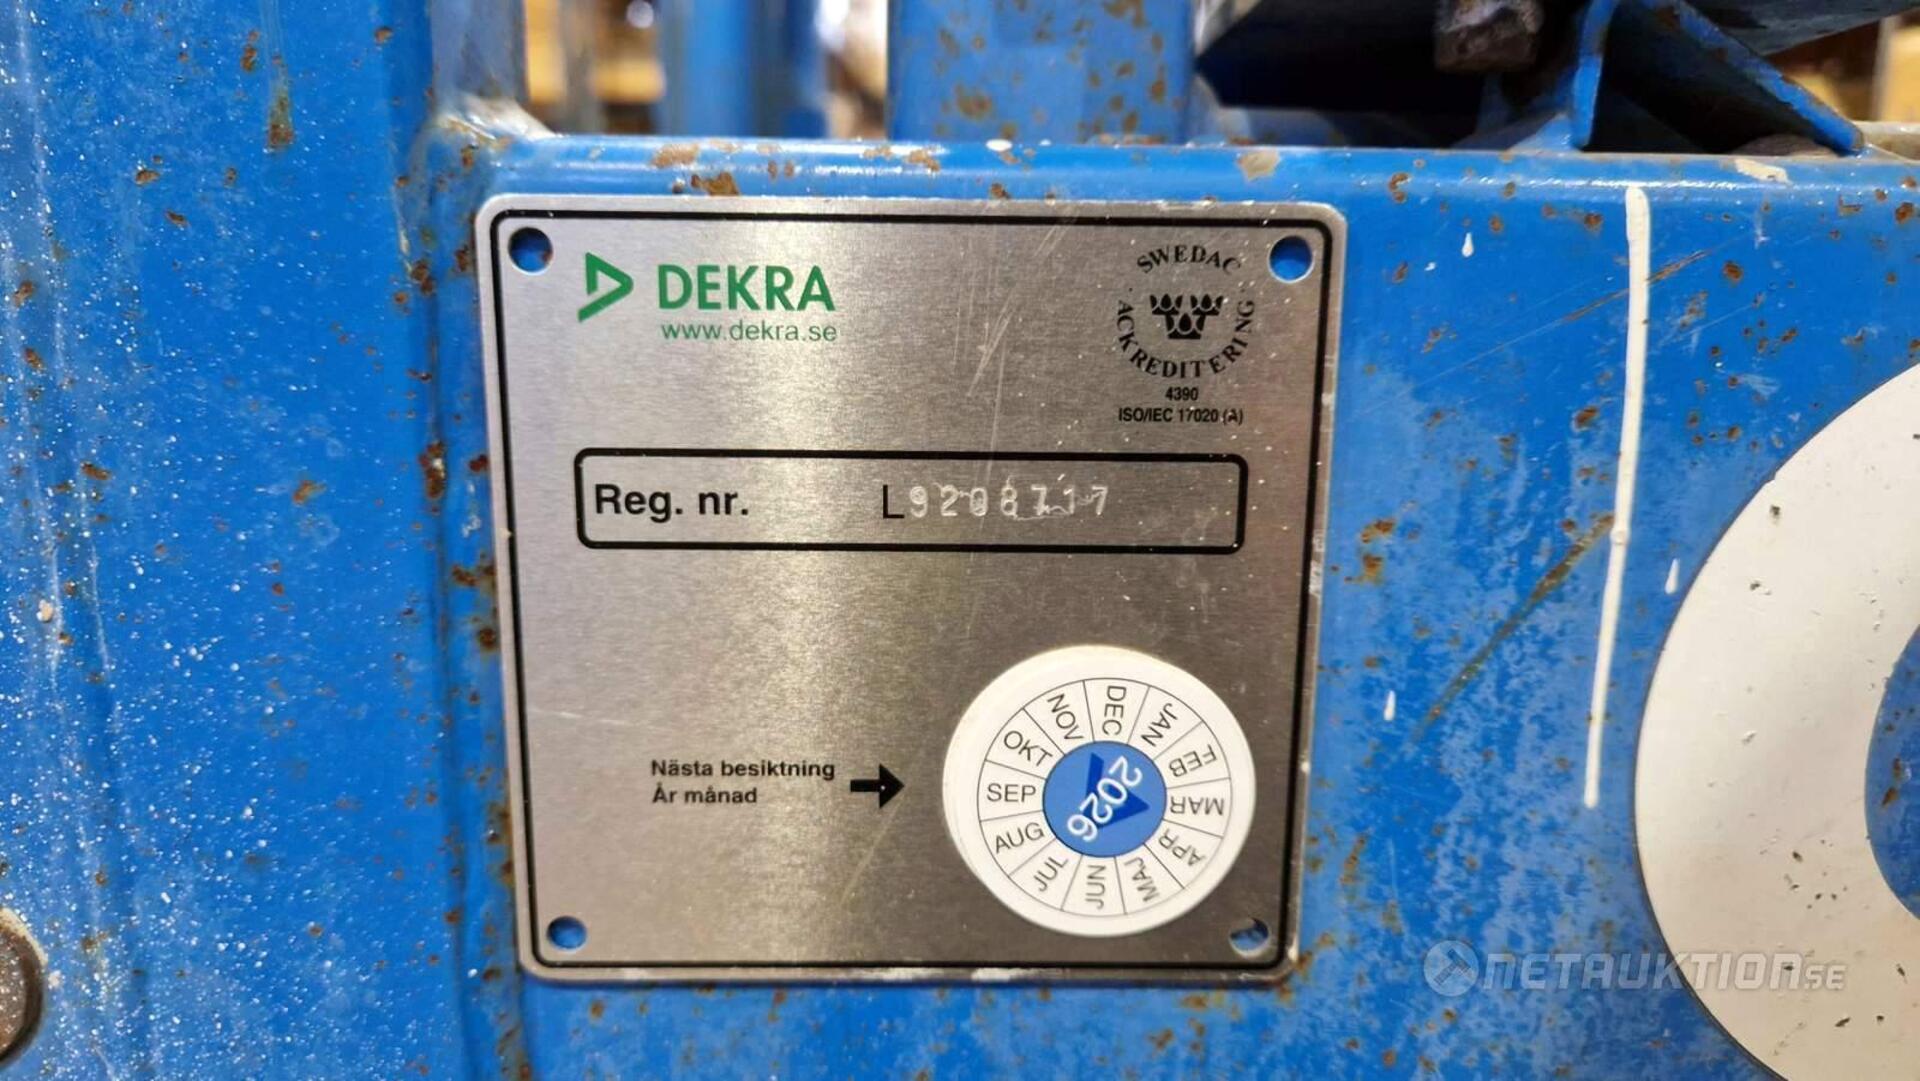 DEKRA
www.dekra.se
SWEDAC
ACKREDITERING
4390
ISO/IEC 17020 (A)
Reg. nr. L9208717
Nästa besiktning
År månad
DEC
JAN
FEB
MAR
APR
MAJ
JUN
JUL
AUG
SEP
OKT
NOV
2026
NETAUKTION.SE